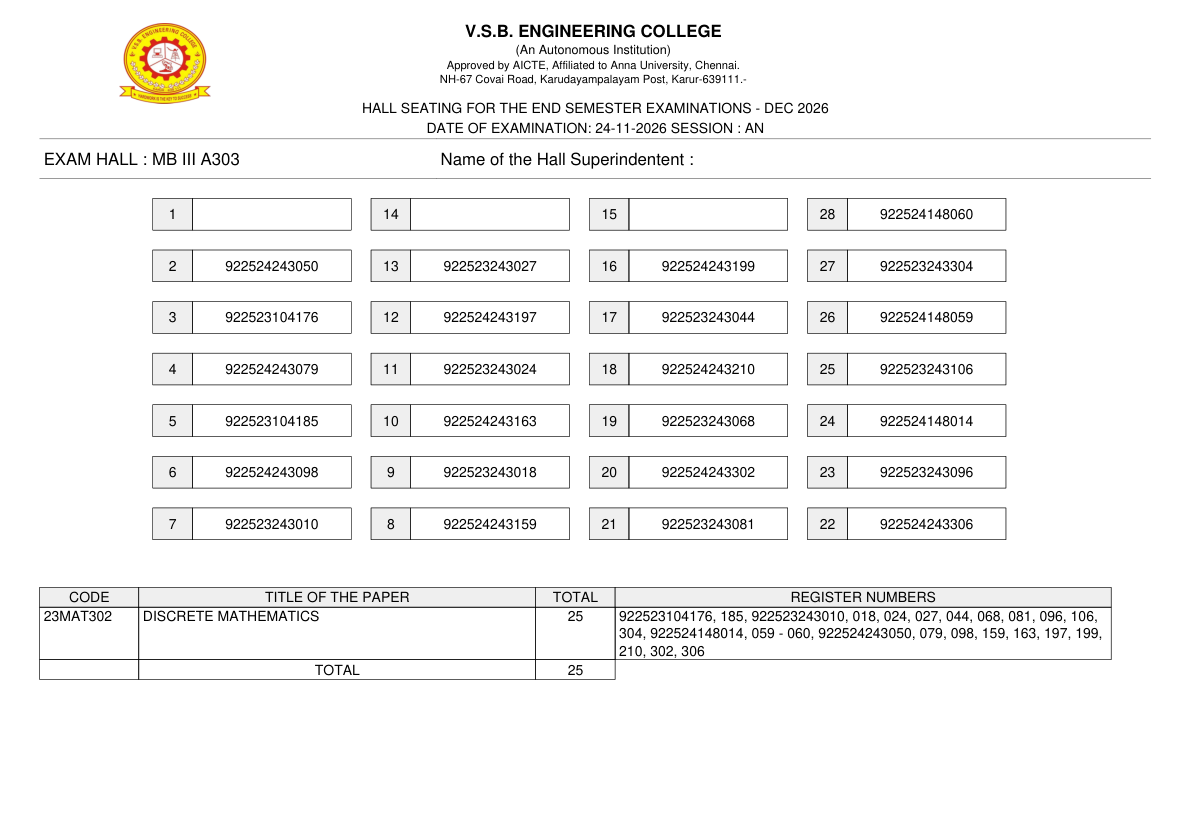 V.S.B. ENGINEERING COLLEGE
(An Autonomous Institution)
Approved by AICTE, Affiliated to Anna University, Chennai.
NH-67 Covai Road, Karudayampalayam Post, Karur-639111.-
HALL SEATING FOR THE END SEMESTER EXAMINATIONS - DEC 2026
DATE OF EXAMINATION: 24-11-2026 SESSION : AN
EXAM HALL : MB III A303 Name of the Hall Superintendent :
1 14 15 28 922524148060
2 922524243050 13 922523243027 16 922524243199 27 922523243304
3 922523104176 12 922524243197 17 922523243044 26 922524148059
4 922524243079 11 922523243024 18 922524243210 25 922523243106
5 922523104185 10 922524243163 19 922523243068 24 922524148014
6 922524243098 9 922523243018 20 922524243302 23 922523243096
7 922523243010 8 922524243159 21 922523243081 22 922524243306
CODE TITLE OF THE PAPER TOTAL REGISTER NUMBERS
23MAT302 DISCRETE MATHEMATICS 25 922523104176, 185, 922523243010, 018, 024, 027, 044, 068, 081, 096, 106,
304, 922524148014, 059 - 060, 922524243050, 079, 098, 159, 163, 197, 199,
210, 302, 306
TOTAL 25